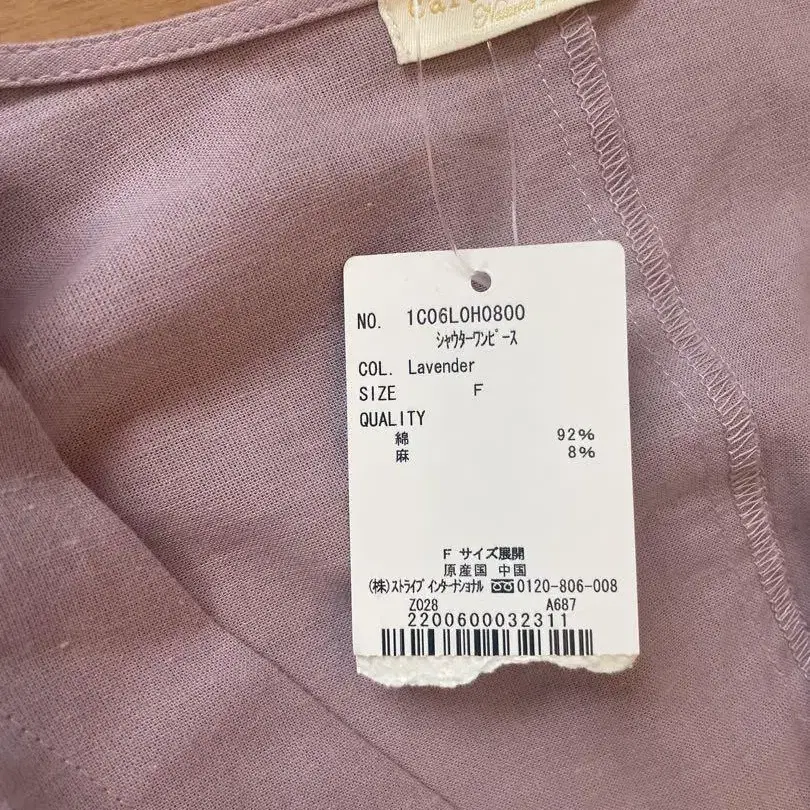 NO. 1C06L0H0800
シャウターワンピース
COL. Lavender
SIZE F
QUALITY
綿 92%
麻 8%
F サイズ展開
原産国 中国
(株)ストライプインターナショナル 0120-806-008
Z028 A687
2200600032311